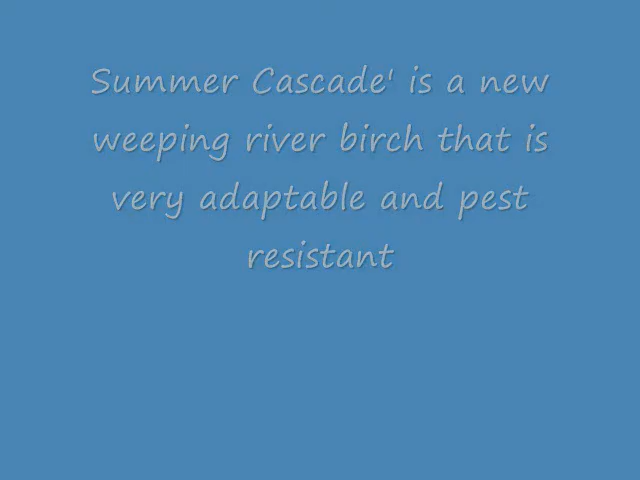 Summer Cascade' is a new
weeping river birch that is
very adaptable and pest
resistant